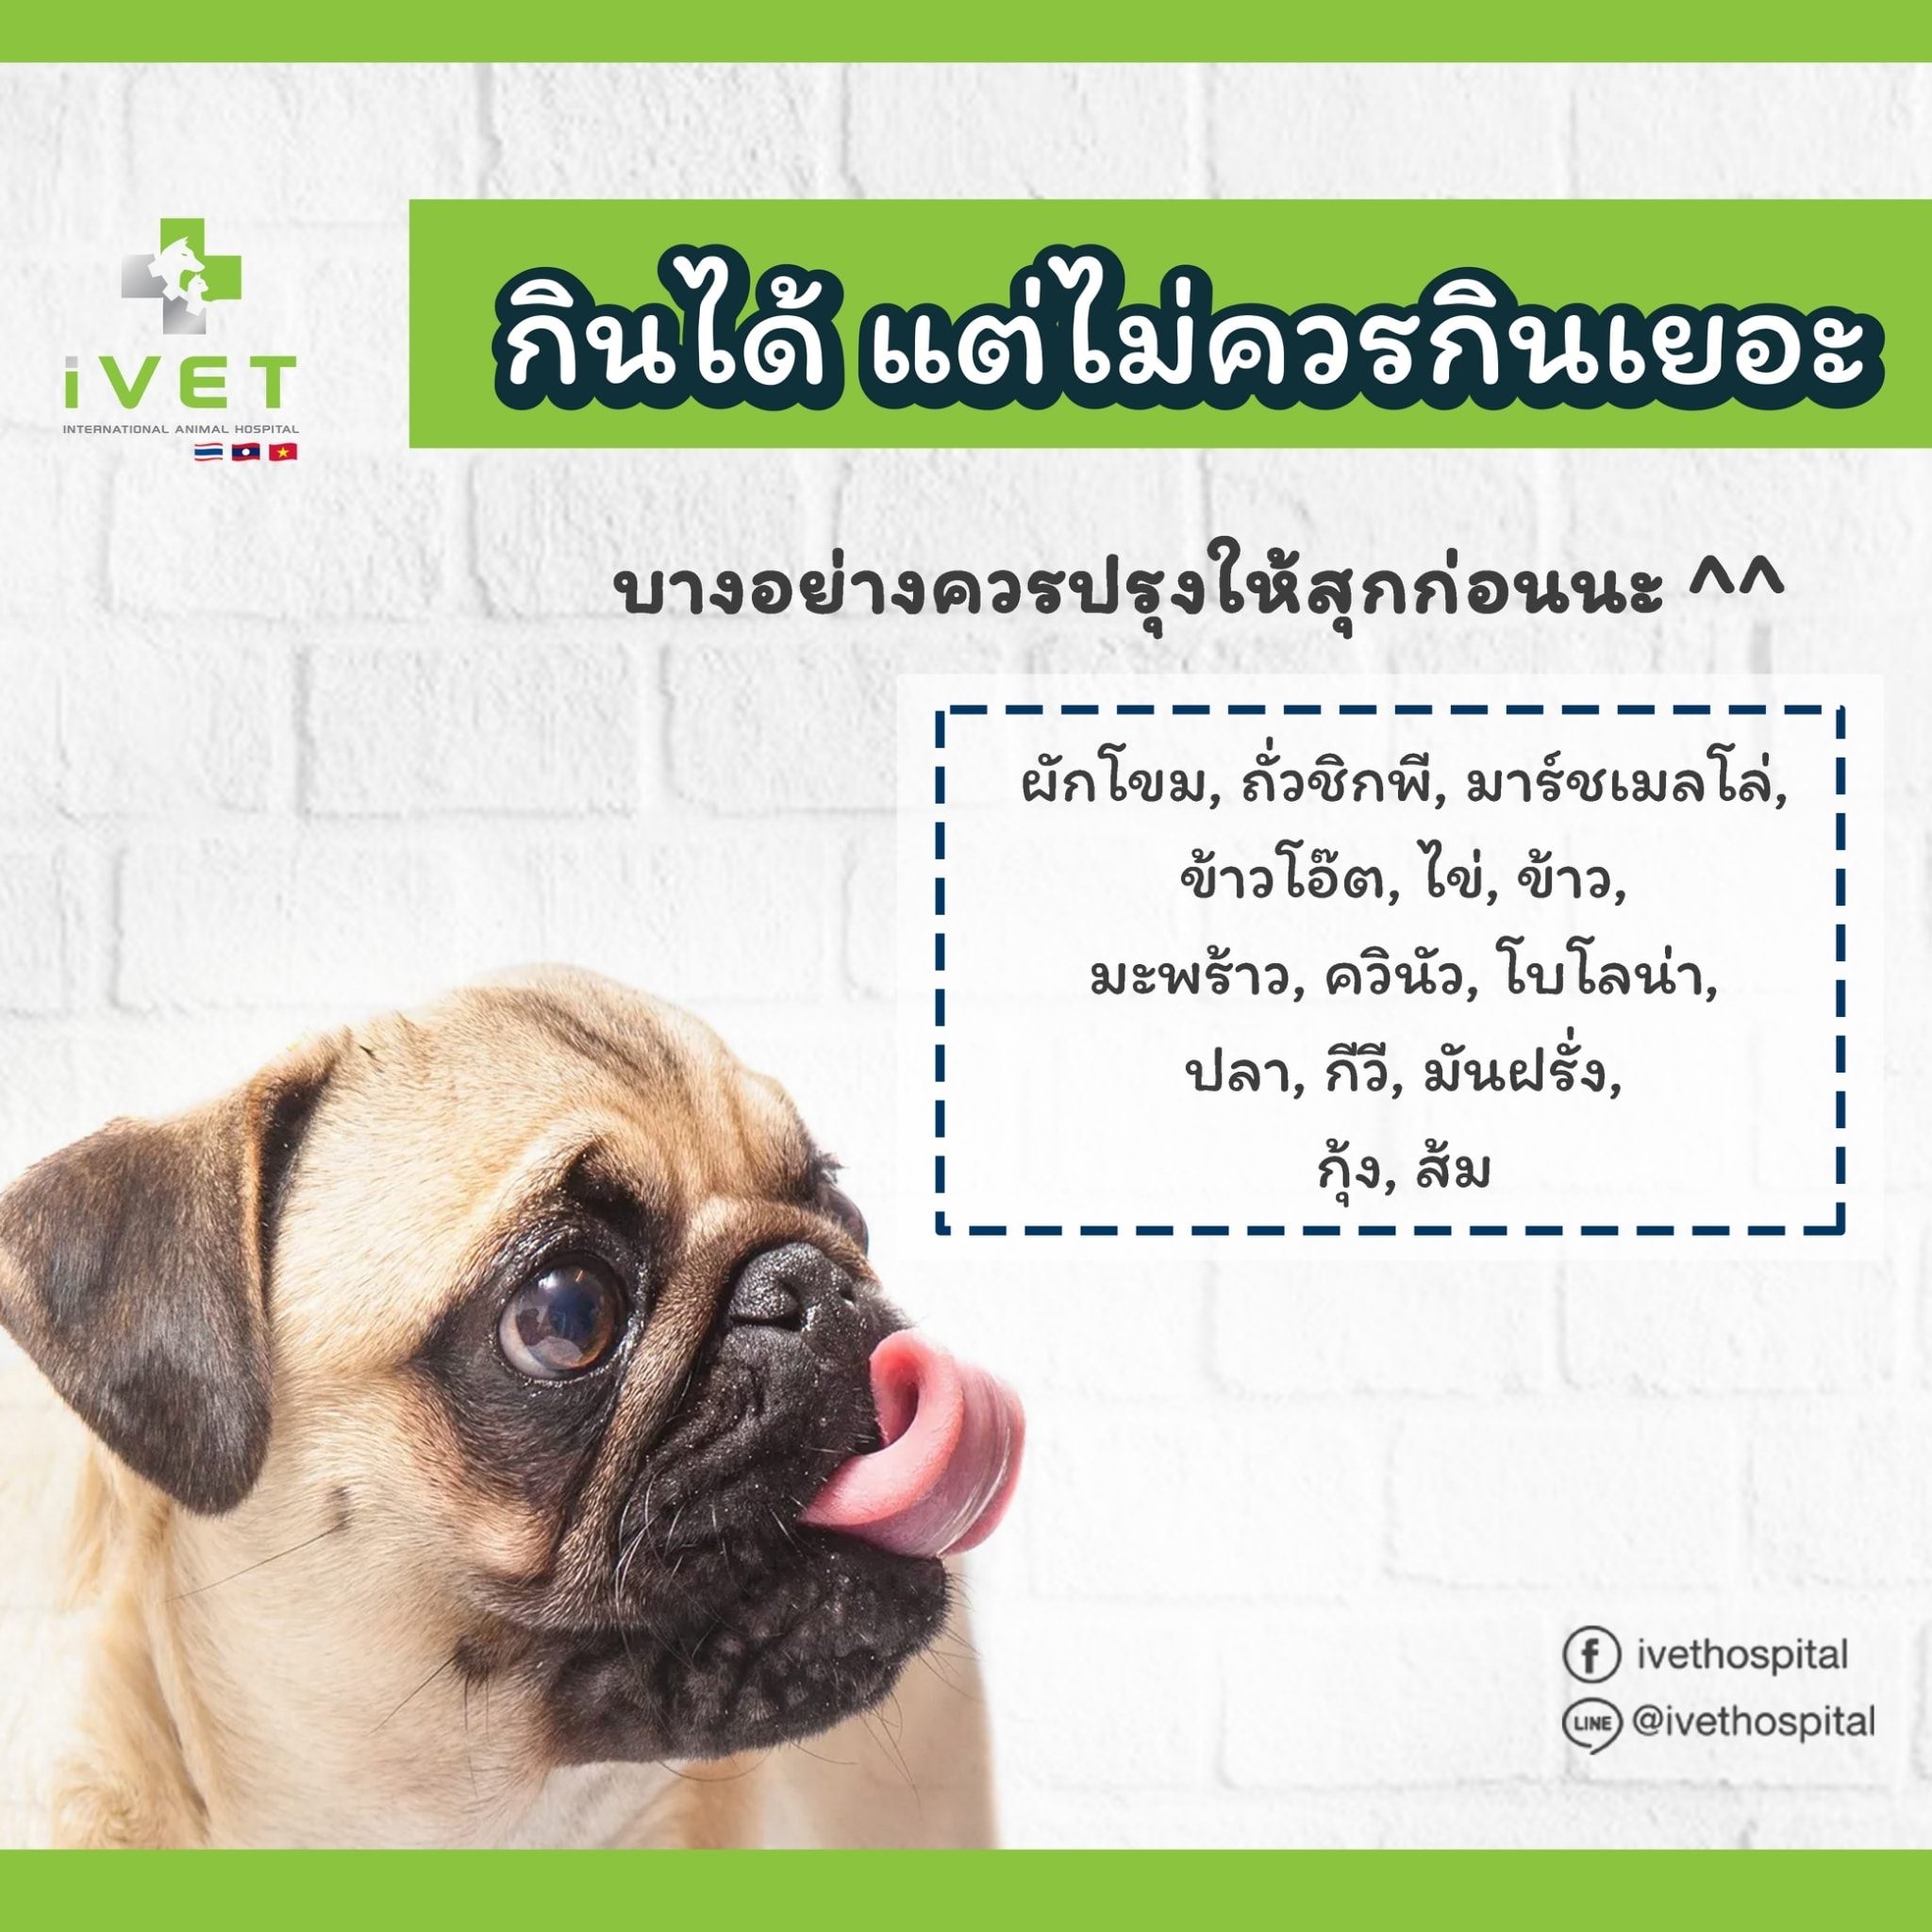 iVET
INTERNATIONAL ANIMAL HOSPITAL
กินได้ แต่ไม่ควรกินเยอะ
บางอย่างควรปรุงให้สุกก่อนนะ ^^
ผักโขม, ถั่วชิกพี, มาร์ชเมลโล่,
ข้าวโอ๊ต, ไข่, ข้าว,
มะพร้าว, ควินัว, โบโลน่า,
ปลา, กีวี, มันฝรั่ง,
กุ้ง, ส้ม
f ivethospital
LINE @ivethospital